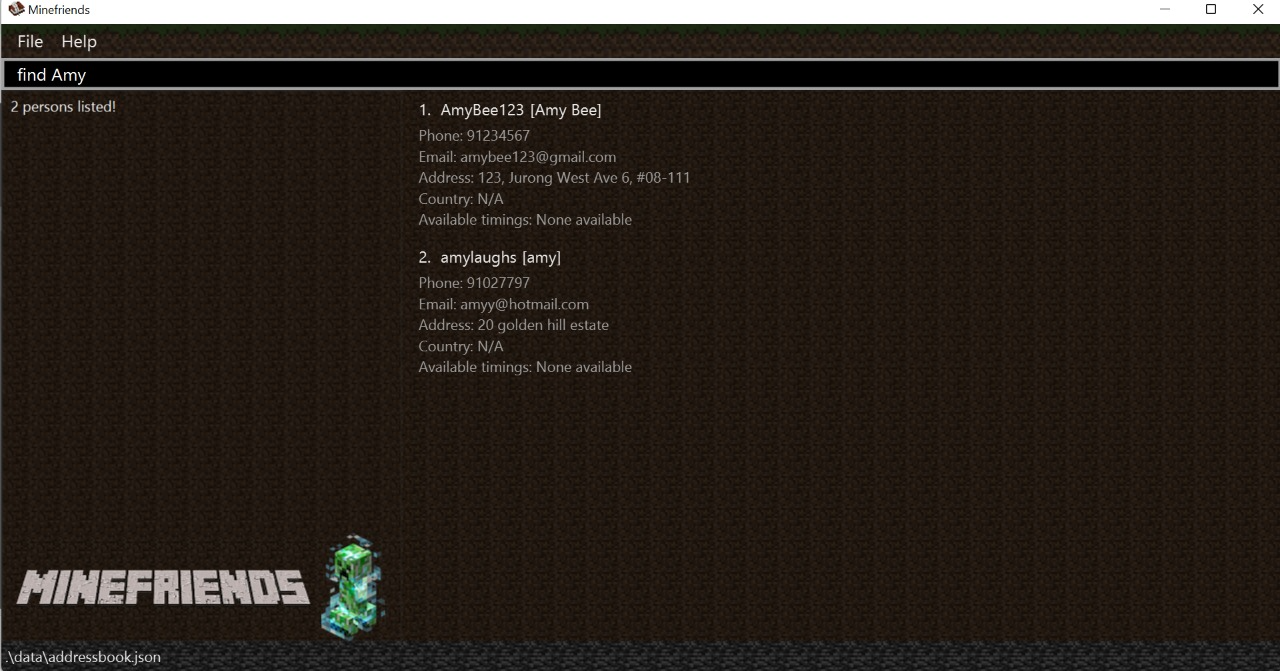 Minefriends
File Help
find Amy
2 persons listed!
1. AmyBee123 [Amy Bee]
Phone: 91234567
Email: amybee123@gmail.com
Address: 123, Jurong West Ave 6, #08-111
Country: N/A
Available timings: None available
2. amylaughs [amy]
Phone: 91027797
Email: amyy@hotmail.com
Address: 20 golden hill estate
Country: N/A
Available timings: None available
MINEFRIENDS
.\data\addressbook.json